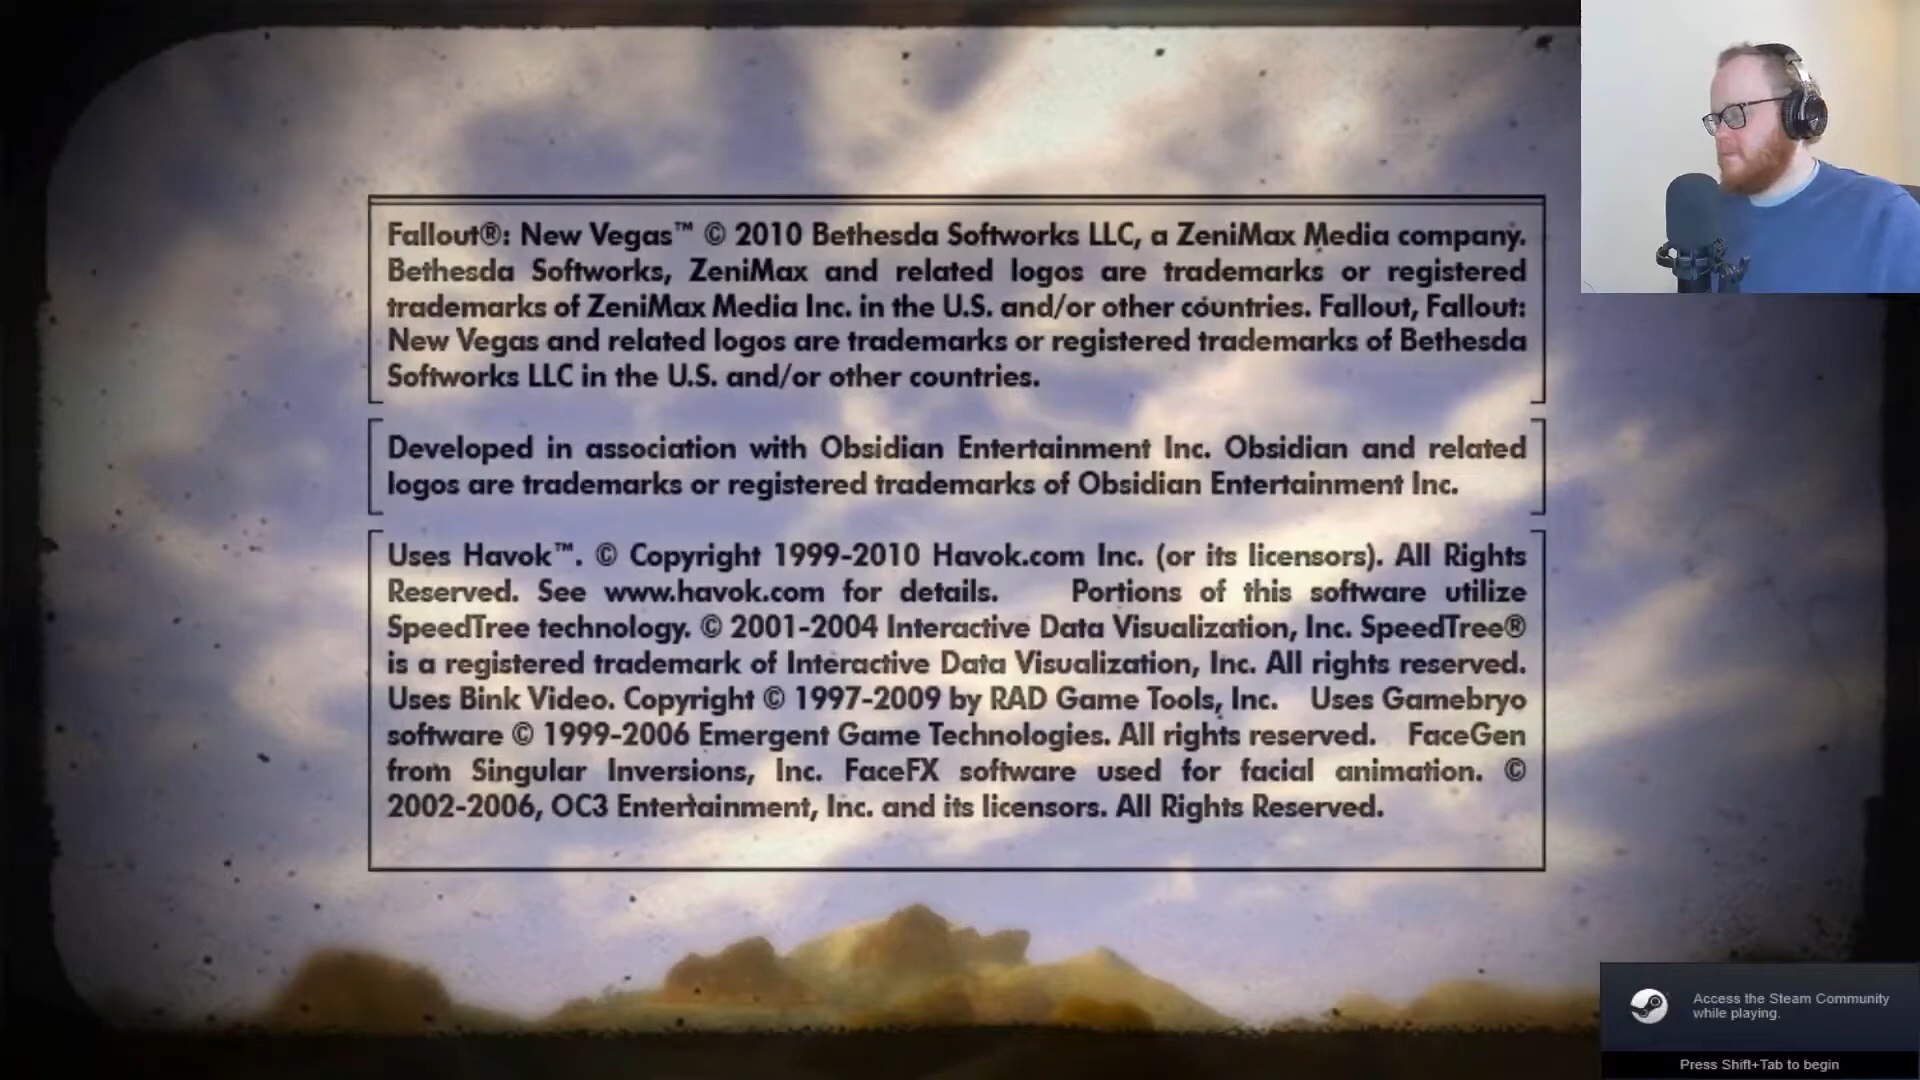 Fallout®: New Vegas™ © 2010 Bethesda Softworks LLC, a ZeniMax Media company.
Bethesda Softworks, ZeniMax and related logos are trademarks or registered
trademarks of ZeniMax Media Inc. in the U.S. and/or other countries. Fallout, Fallout:
New Vegas and related logos are trademarks or registered trademarks of Bethesda
Softworks LLC in the U.S. and/or other countries.
Developed in association with Obsidian Entertainment Inc. Obsidian and related
logos are trademarks or registered trademarks of Obsidian Entertainment Inc.
Uses Havok™. © Copyright 1999-2010 Havok.com Inc. (or its licensors). All Rights
Reserved. See www.havok.com for details. Portions of this software utilize
SpeedTree technology. © 2001-2004 Interactive Data Visualization, Inc. SpeedTree®
is a registered trademark of Interactive Data Visualization, Inc. All rights reserved.
Uses Bink Video. Copyright © 1997-2009 by RAD Game Tools, Inc. Uses Gamebryo
software © 1999-2006 Emergent Game Technologies. All rights reserved. FaceGen
from Singular Inversions, Inc. FaceFX software used for facial animation. ©
2002-2006, OC3 Entertainment, Inc. and its licensors. All Rights Reserved.
Access the Steam Community
while playing.
Press Shift+Tab to begin